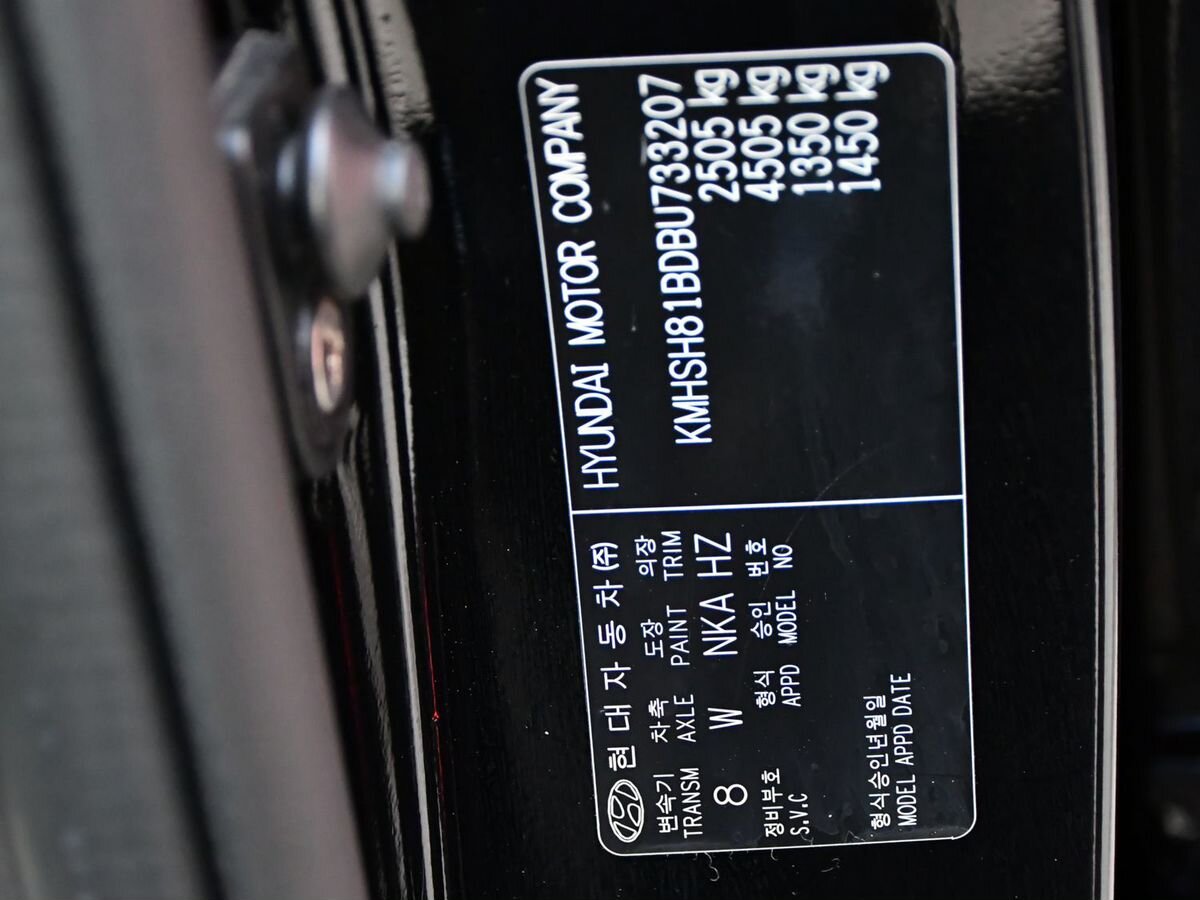 현대자동차(주)
변속기 차축 도장 의장
TRANSM AXLE PAINT TRIM
8 W NKA HZ
정비부호 형식 승인 번호
S.V.C APPD MODEL NO
형식승인년월일
MODEL APPD DATE
HYUNDAI MOTOR COMPANY
KMHSH81BDBU733207
2505 kg
4505 kg
1350 kg
1450 kg